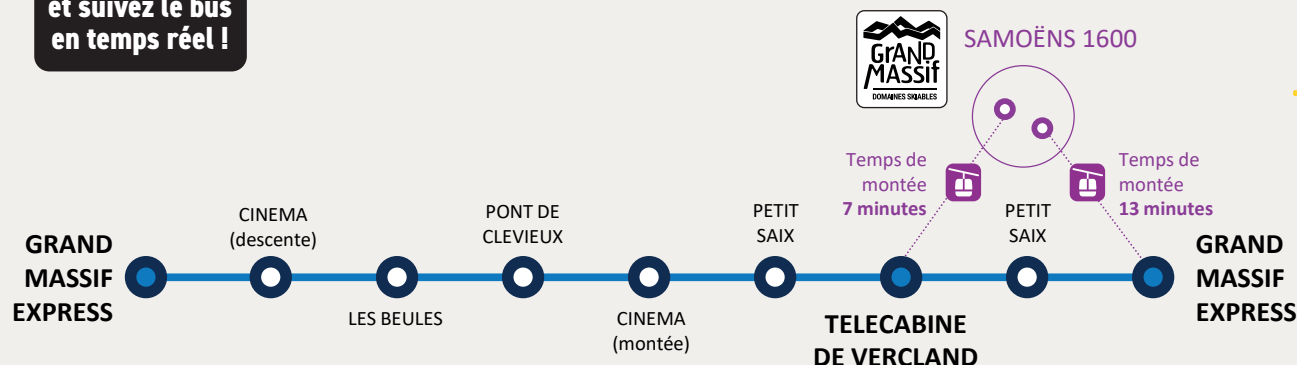 et suivez le bus
en temps réel !
GRAND
MASSIF
DOMAINES SKIABLES
SAMOËNS 1600
Temps de
montée
7 minutes
Temps de
montée
13 minutes
GRAND
MASSIF
EXPRESS
CINEMA
(descente)
LES BEULES
PONT DE
CLEVIEUX
CINEMA
(montée)
PETIT
SAIX
TELECABINE
DE VERCLAND
PETIT
SAIX
GRAND
MASSIF
EXPRESS